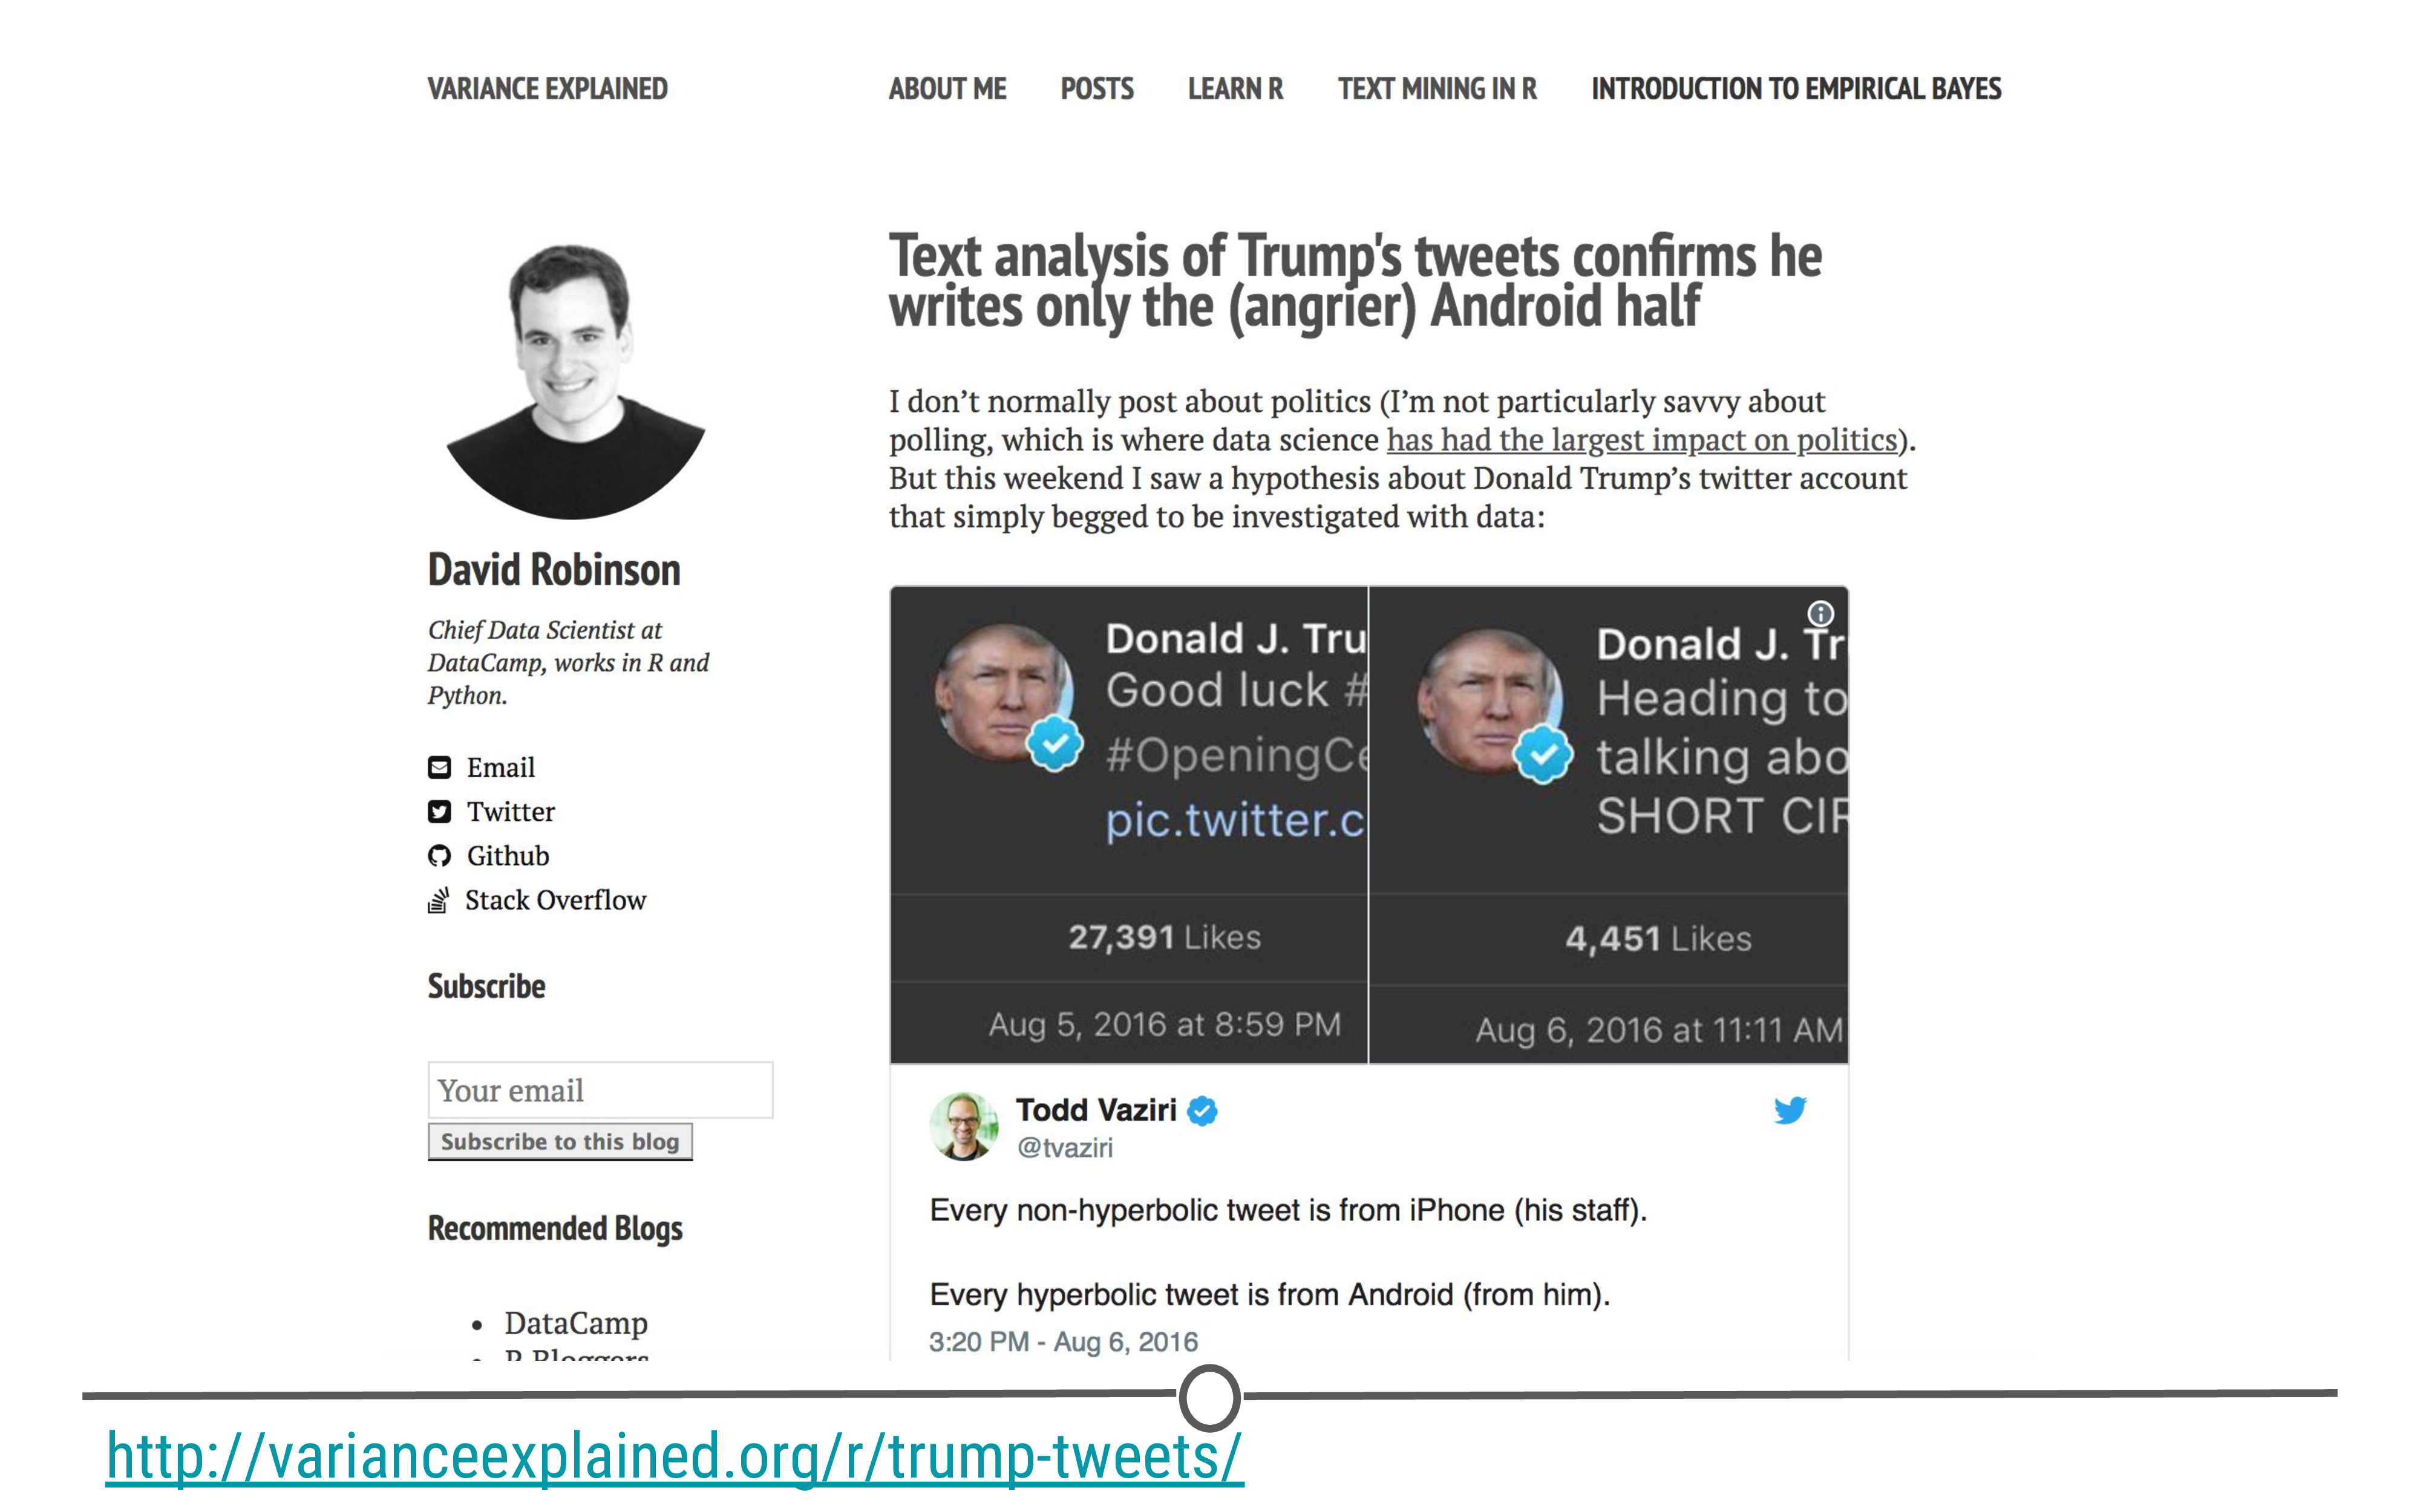 VARIANCE EXPLAINED
ABOUT ME POSTS LEARN R TEXT MINING IN R INTRODUCTION TO EMPIRICAL BAYES
David Robinson
Chief Data Scientist at
DataCamp, works in R and
Python.
Email
Twitter
Github
Stack Overflow
Subscribe
Your email
Subscribe to this blog
Recommended Blogs
• DataCamp
Text analysis of Trump's tweets confirms he
writes only the (angrier) Android half
I don’t normally post about politics (I’m not particularly savvy about
polling, which is where data science has had the largest impact on politics).
But this weekend I saw a hypothesis about Donald Trump’s twitter account
that simply begged to be investigated with data:
Donald J. Tru
Good luck #
#OpeningCe
pic.twitter.c
27,391 Likes
Aug 5, 2016 at 8:59 PM
Donald J. Tr
Heading to
talking abo
SHORT CIR
4,451 Likes
Aug 6, 2016 at 11:11 AM
Todd Vaziri
@tvaziri
Every non-hyperbolic tweet is from iPhone (his staff).
Every hyperbolic tweet is from Android (from him).
3:20 PM - Aug 6, 2016
http://varianceexplained.org/r/trump-tweets/